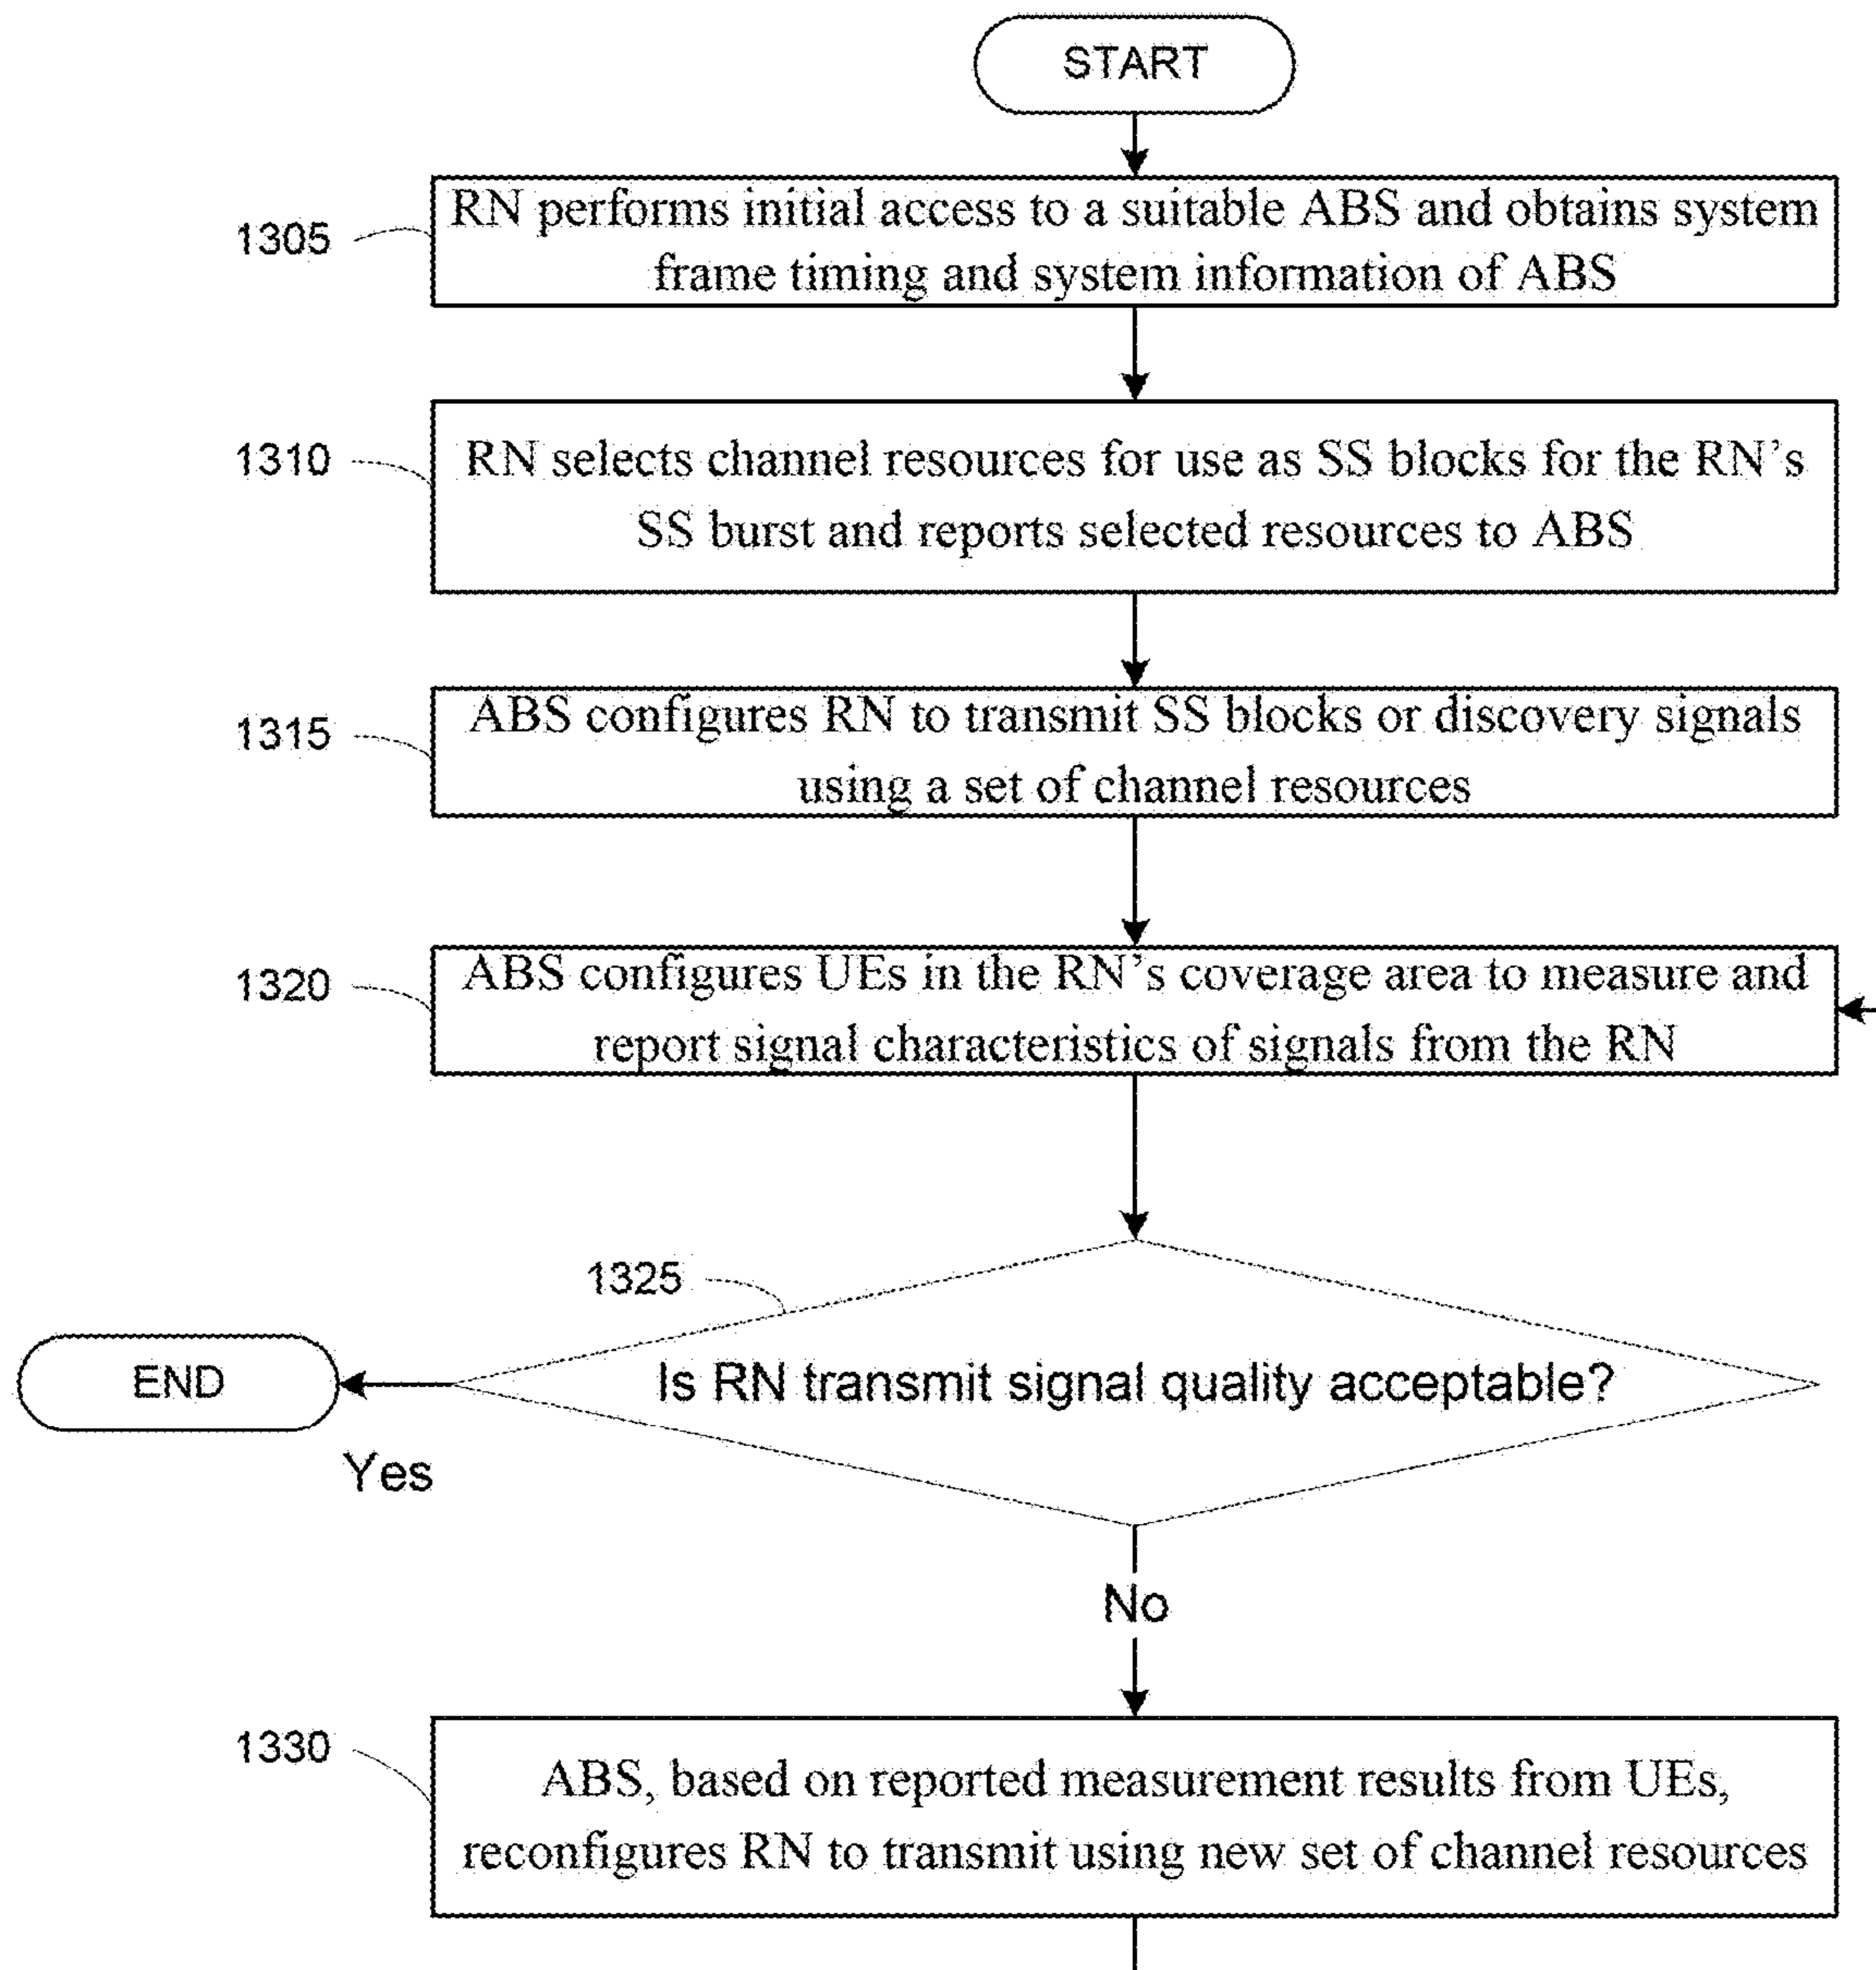 START
1305
RN performs initial access to a suitable ABS and obtains system
frame timing and system information of ABS
1310
RN selects channel resources for use as SS blocks for the RN’s
SS burst and reports selected resources to ABS
1315
ABS configures RN to transmit SS blocks or discovery signals
using a set of channel resources
1320
ABS configures UEs in the RN’s coverage area to measure and
report signal characteristics of signals from the RN
1325
Is RN transmit signal quality acceptable?
END
Yes
No
1330
ABS, based on reported measurement results from UEs,
reconfigures RN to transmit using new set of channel resources